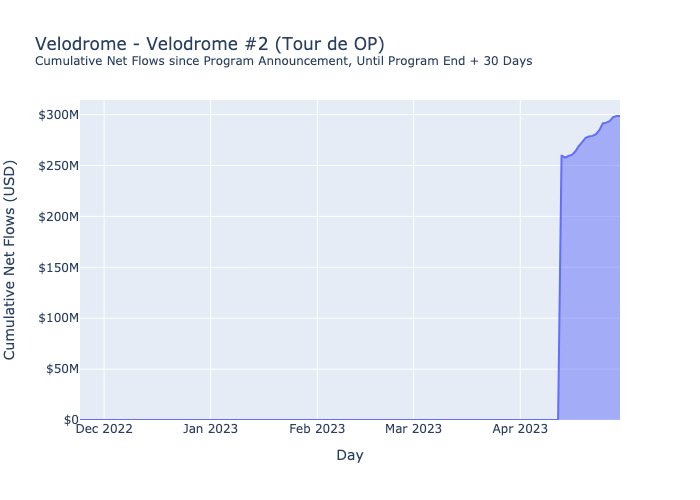 Velodrome - Velodrome #2 (Tour de OP)
Cumulative Net Flows since Program Announcement, Until Program End + 30 Days
$300M
$250M
$200M
$150M
$100M
$50M
$0
Cumulative Net Flows (USD)
Dec 2022 Jan 2023 Feb 2023 Mar 2023 Apr 2023
Day